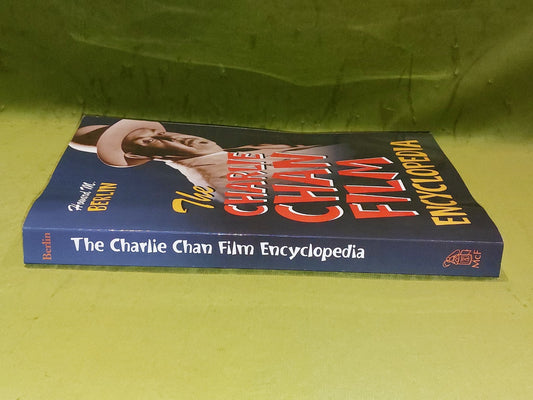 Howard M.
BERLIN
The
CHARLIE
CHAN
FILM
ENCYCLOPEDIA
Berlin
The Charlie Chan Film Encyclopedia
McF